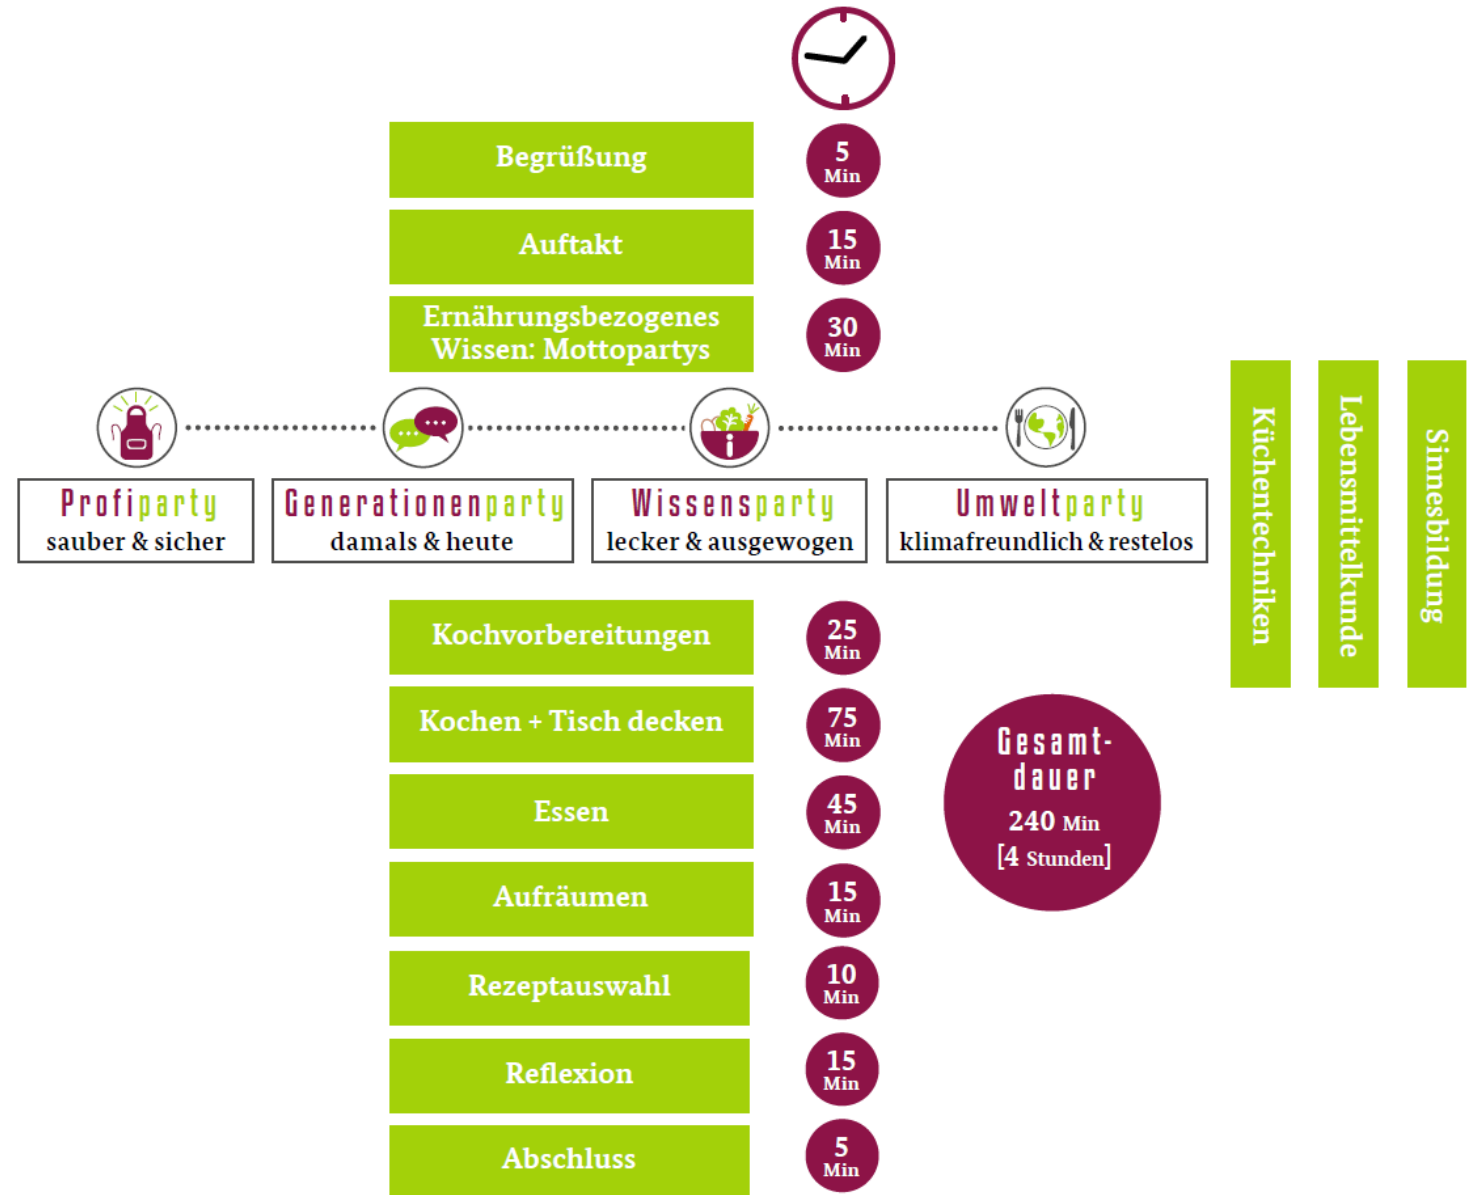 Begrüßung
5
Min
Auftakt
15
Min
Ernährungsbezogenes
Wissen: Mottopartys
30
Min
Profiparty
sauber & sicher
Generationenparty
damals & heute
Wissensparty
lecker & ausgewogen
Umweltparty
klimafreundlich & restelos
Küchentechniken
Lebensmittelkunde
Sinnesbildung
Kochvorbereitungen
25
Min
Kochen + Tisch decken
75
Min
Essen
45
Min
Aufräumen
15
Min
Rezeptauswahl
10
Min
Reflexion
15
Min
Abschluss
5
Min
Gesamt-
dauer
240 Min
[4 Stunden]